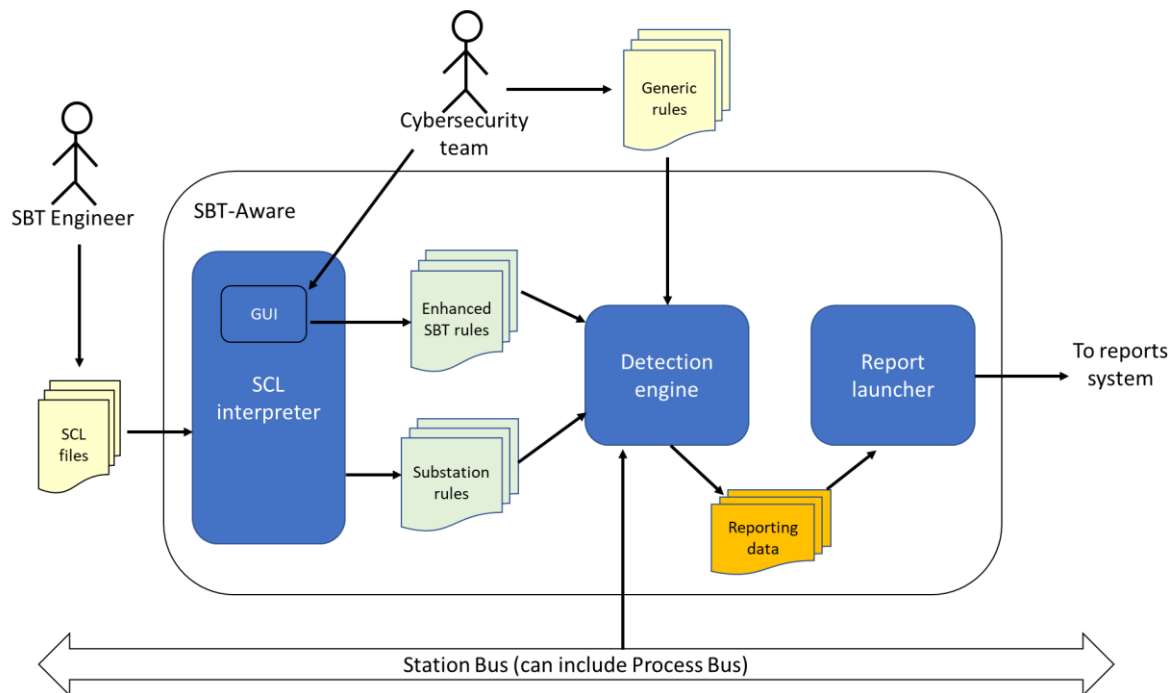 Generic
rules
Cybersecurity
team
SBT Engineer
SBT-Aware
GUI
SCL
interpreter
Enhanced
SBT rules
Detection
engine
Report
launcher
To reports
system
SCL
files
Substation
rules
Reporting
data
Station Bus (can include Process Bus)